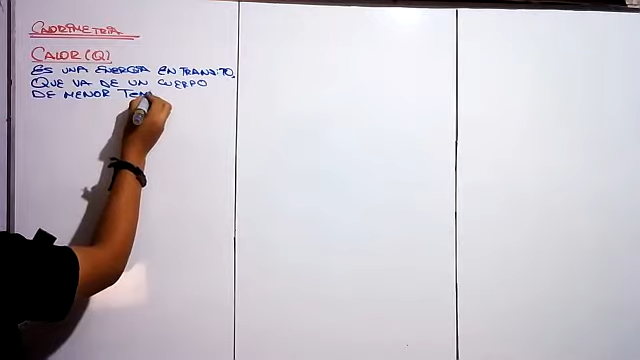 CALORIMETRIA
CALOR (Q)
ES UNA ENERGIA EN TRANSITO,
QUE VA DE UN CUERPO
DE MENOR TEM